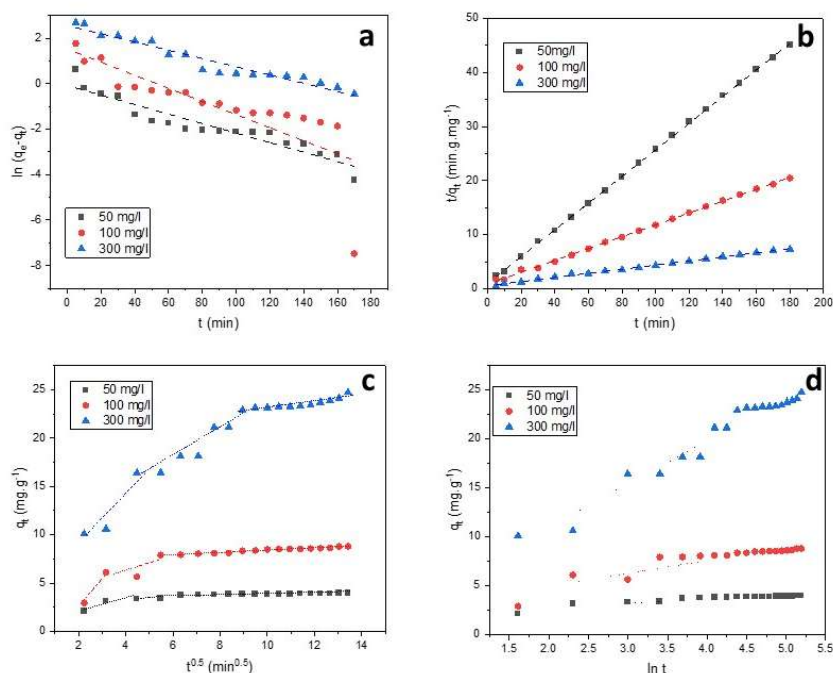 a
ln (qe-qt)
2
0
-2
-4
-6
-8
50 mg/l
100 mg/l
300 mg/l
0 20 40 60 80 100 120 140 160 180
t (min)
b
t/qt (min.g.mg-1)
50
40
30
20
10
0
50mg/l
100 mg/l
300 mg/l
0 20 40 60 80 100 120 140 160 180 200
t (min)
c
qt (mg.g-1)
25
20
15
10
5
0
50 mg/l
100 mg/l
300 mg/l
2 4 6 8 10 12 14
t0.5 (min0.5)
d
qt (mg.g-1)
25
20
15
10
5
0
50 mg/l
100 mg/l
300 mg/l
1.5 2.0 2.5 3.0 3.5 4.0 4.5 5.0 5.5
ln t